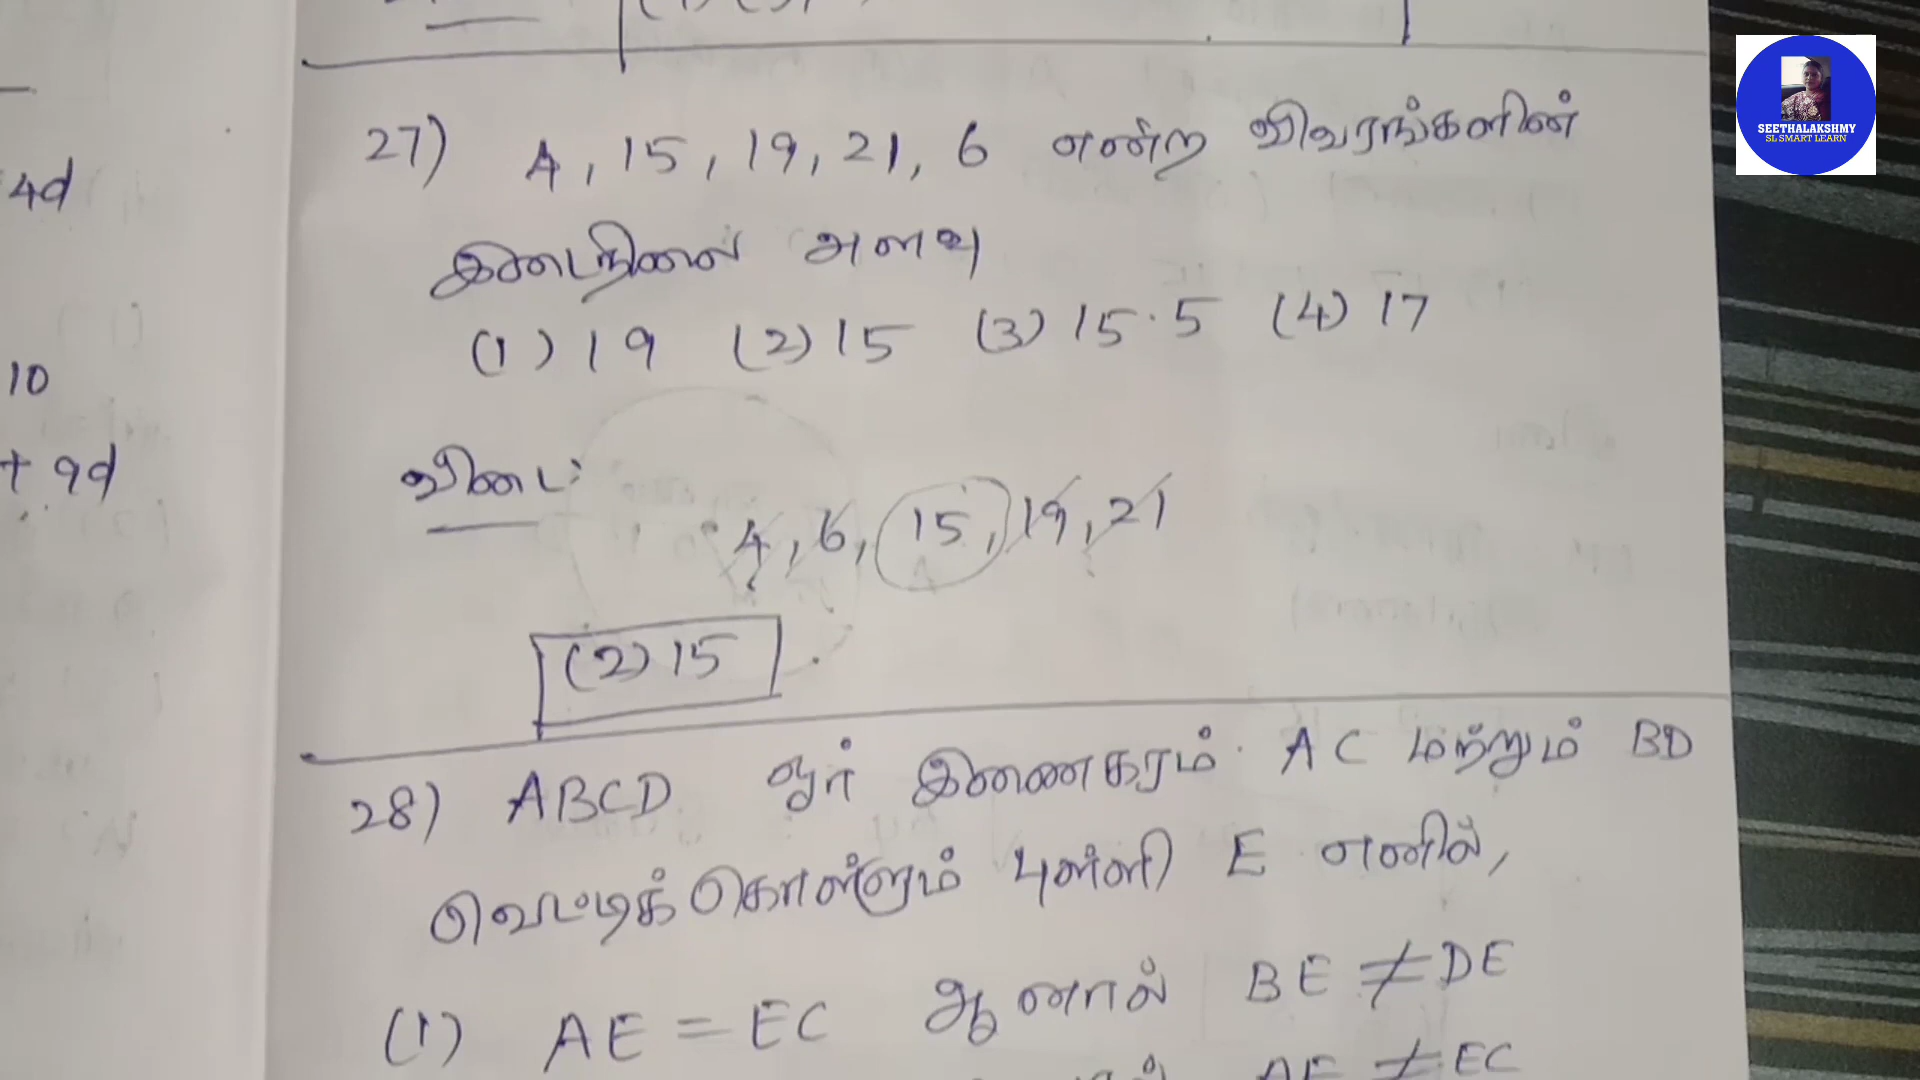 4d
10
+ 9d
27) 4, 15, 19, 21, 6 என்ற விவரங்களின்
இடைநிலை அளவு
(1) 19 (2) 15 (3) 15.5 (4) 17
விடை:
4, 6, 15, 19, 21
(2) 15
28) ABCD ஓர் இணைகரம் AC மற்றும் BD
வெட்டிக்கொள்ளும் புள்ளி E எனில்,
(1) AE = EC ஆனால் BE ≠ DE
AE ≠ EC
SEETHALAKSHMY
SL SMART LEARN